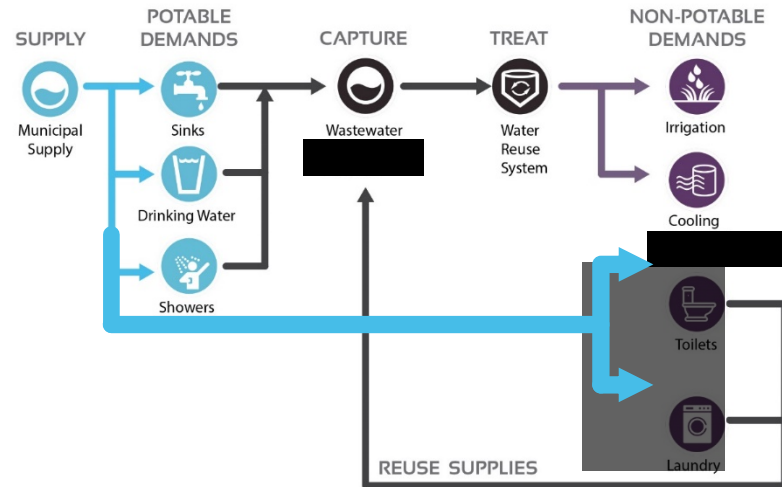 SUPPLY
POTABLE
DEMANDS
CAPTURE
TREAT
NON-POTABLE
DEMANDS
Municipal
Supply
Sinks
Wastewater
Water
Reuse
System
Irrigation
Drinking Water
Cooling
Showers
Toilets
Laundry
REUSE SUPPLIES